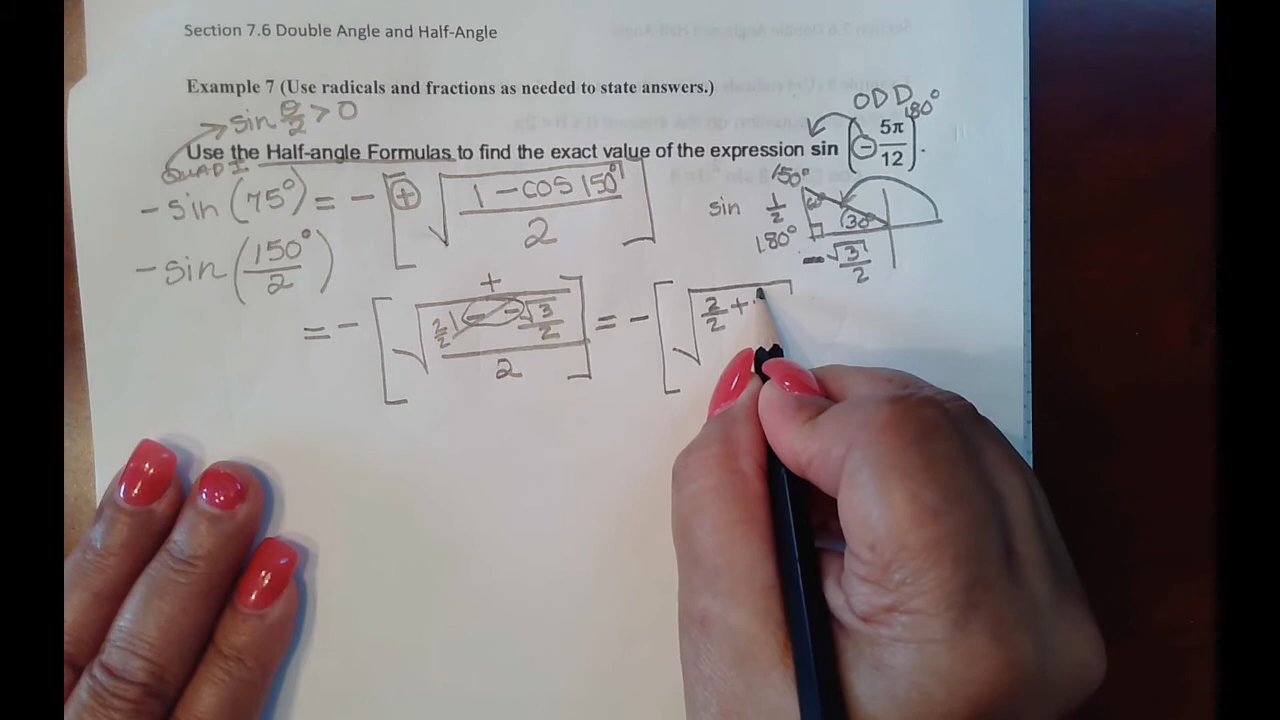 Section 7.6 Double Angle and Half-Angle
Example 7 (Use radicals and fractions as needed to state answers.)
ODD
180°
→ sin θ/2 > 0
Use the Half-angle Formulas to find the exact value of the expression sin (−5π/12).
QUAD I
−sin(75°) = −[⊕√((1−cos 150°)/2)]
−sin(150°/2)
150°
sin 1/2
60°
30°
180°
−√3/2
+
= −[√((2/2 1 − −√3/2)/2)] = −[√(2/2 +